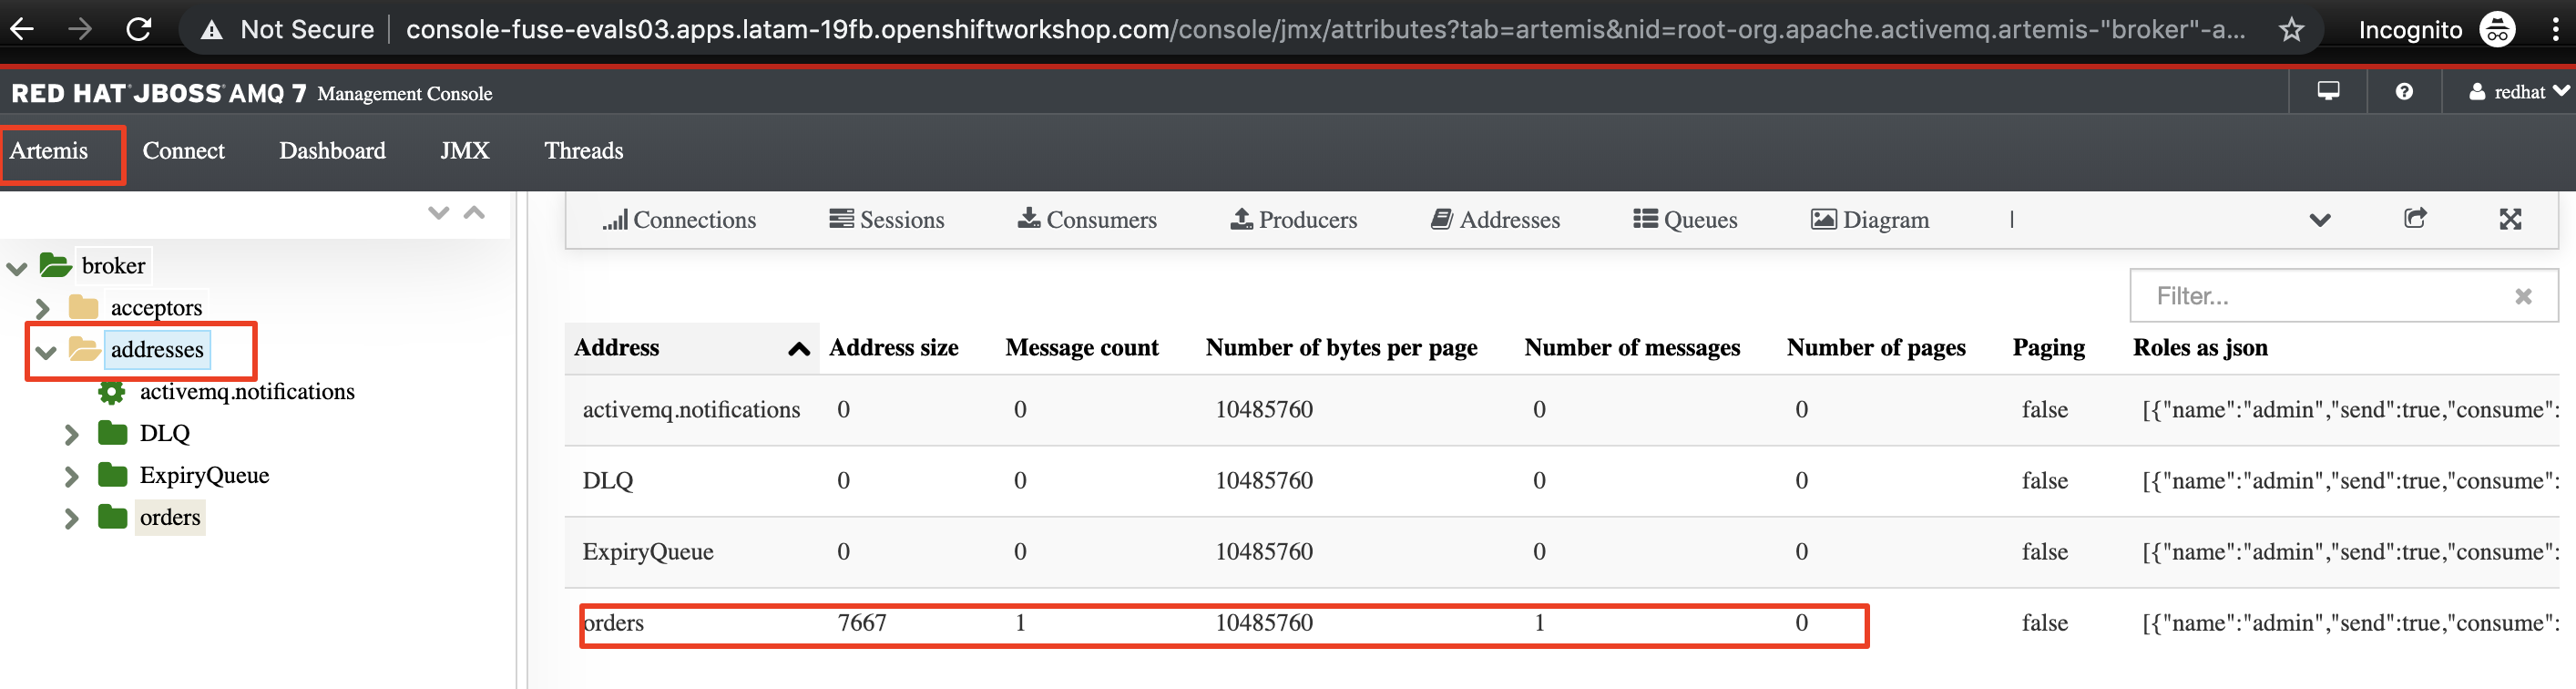 Not Secure console-fuse-evals03.apps.latam-19fb.openshiftworkshop.com/console/jmx/attributes?tab=artemis&nid=root-org.apache.activemq.artemis-"broker"-a... Incognito
RED HAT JBOSS AMQ 7 Management Console redhat
Artemis Connect Dashboard JMX Threads
Connections Sessions Consumers Producers Addresses Queues Diagram
broker
acceptors
addresses
activemq.notifications
DLQ
ExpiryQueue
orders
Filter...
Address Address size Message count Number of bytes per page Number of messages Number of pages Paging Roles as json
activemq.notifications 0 0 10485760 0 0 false [{"name":"admin","send":true,"consume":
DLQ 0 0 10485760 0 0 false [{"name":"admin","send":true,"consume":
ExpiryQueue 0 0 10485760 0 0 false [{"name":"admin","send":true,"consume":
orders 7667 1 10485760 1 0 false [{"name":"admin","send":true,"consume":